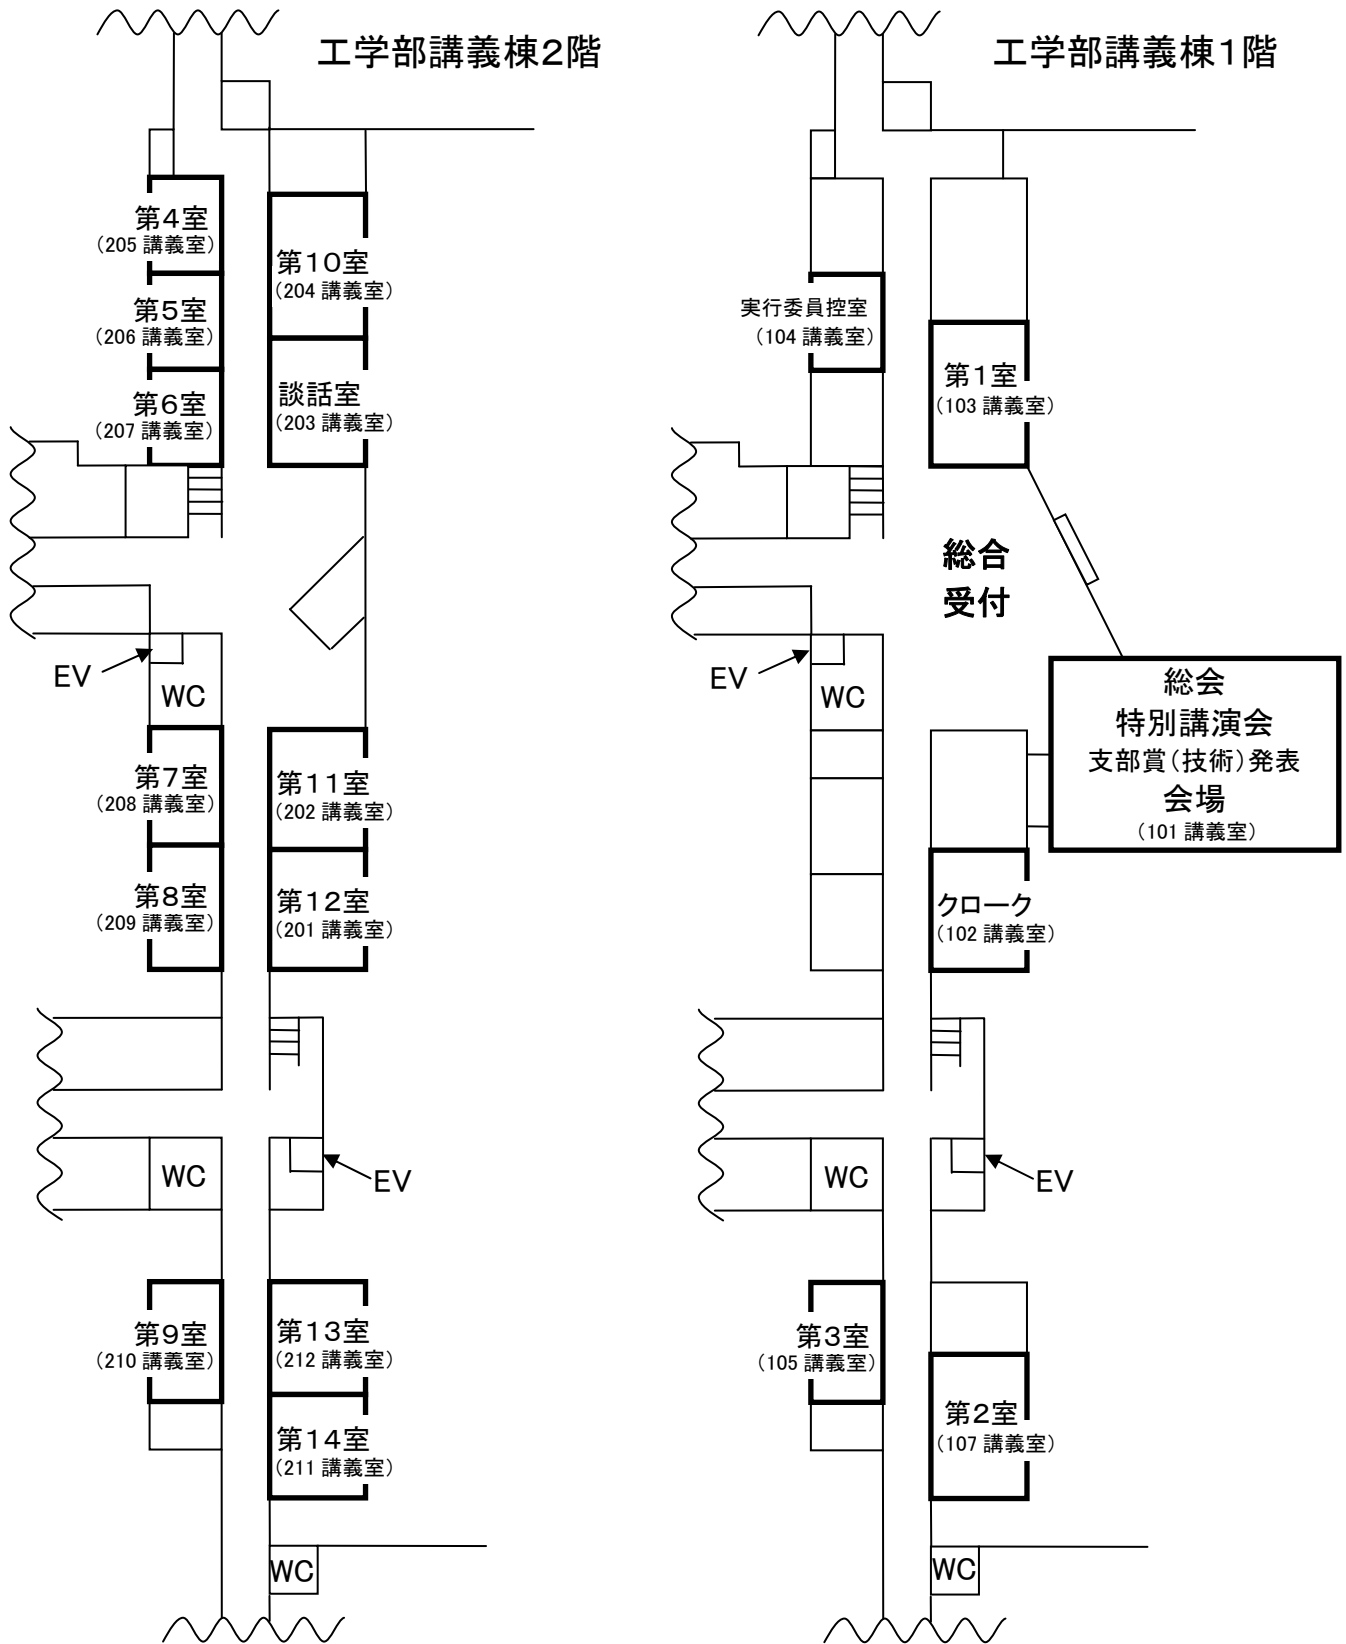 工学部講義棟2階
第4室
(205 講義室)
第10室
(204 講義室)
第5室
(206 講義室)
談話室
(203 講義室)
第6室
(207 講義室)
EV
WC
第7室
(208 講義室)
第11室
(202 講義室)
第8室
(209 講義室)
第12室
(201 講義室)
WC
EV
第9室
(210 講義室)
第13室
(212 講義室)
第14室
(211 講義室)
WC
工学部講義棟1階
実行委員控室
(104 講義室)
第1室
(103 講義室)
総合
受付
EV
WC
総会
特別講演会
支部賞(技術)発表
会場
(101 講義室)
クローク
(102 講義室)
WC
EV
第3室
(105 講義室)
第2室
(107 講義室)
WC